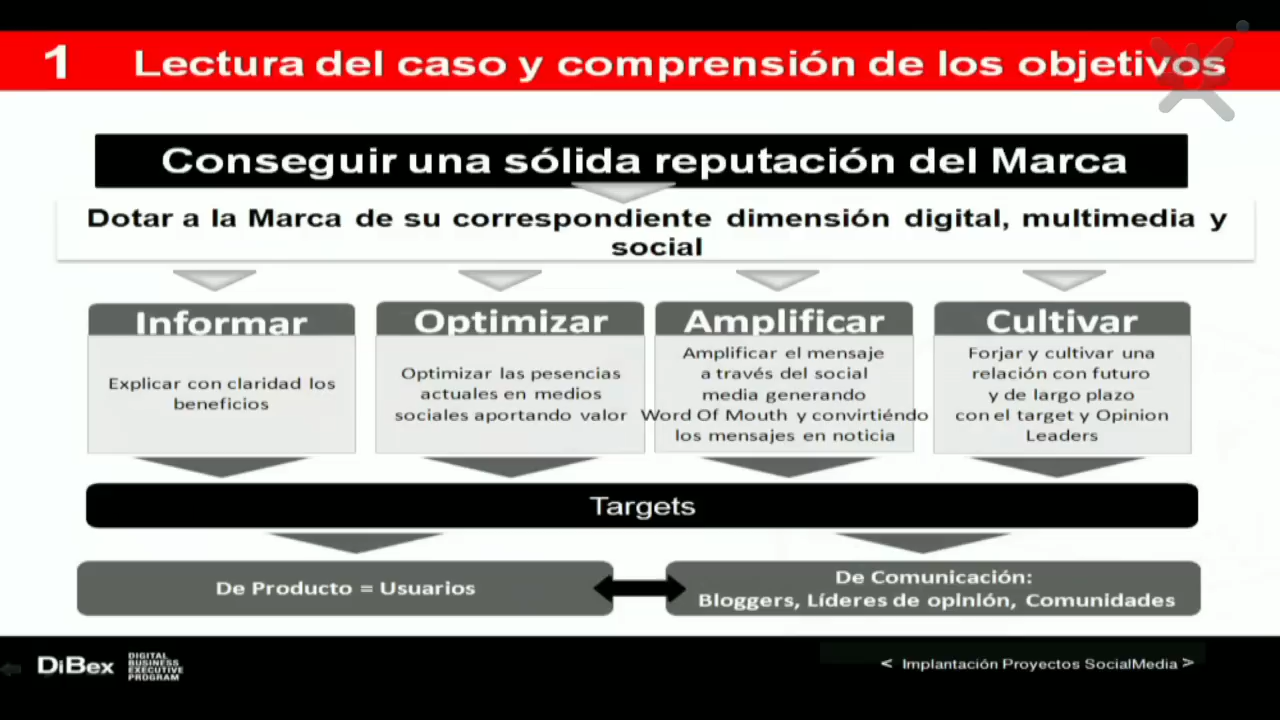 1 Lectura del caso y comprensión de los objetivos
Conseguir una sólida reputación del Marca
Dotar a la Marca de su correspondiente dimensión digital, multimedia y
social
Informar
Explicar con claridad los
beneficios
Optimizar
Optimizar las pesencias
actuales en medios
sociales aportando valor
Amplificar
Amplificar el mensaje
a través del social
media generando
Word Of Mouth y convirtiéndo
los mensajes en noticia
Cultivar
Forjar y cultivar una
relación con futuro
y de largo plazo
con el target y Opinion
Leaders
Targets
De Producto = Usuarios
De Comunicación:
Bloggers, Líderes de opinión, Comunidades
DiBex
DIGITAL
BUSINESS
EXECUTIVE
PROGRAM
< Implantación Proyectos SocialMedia >